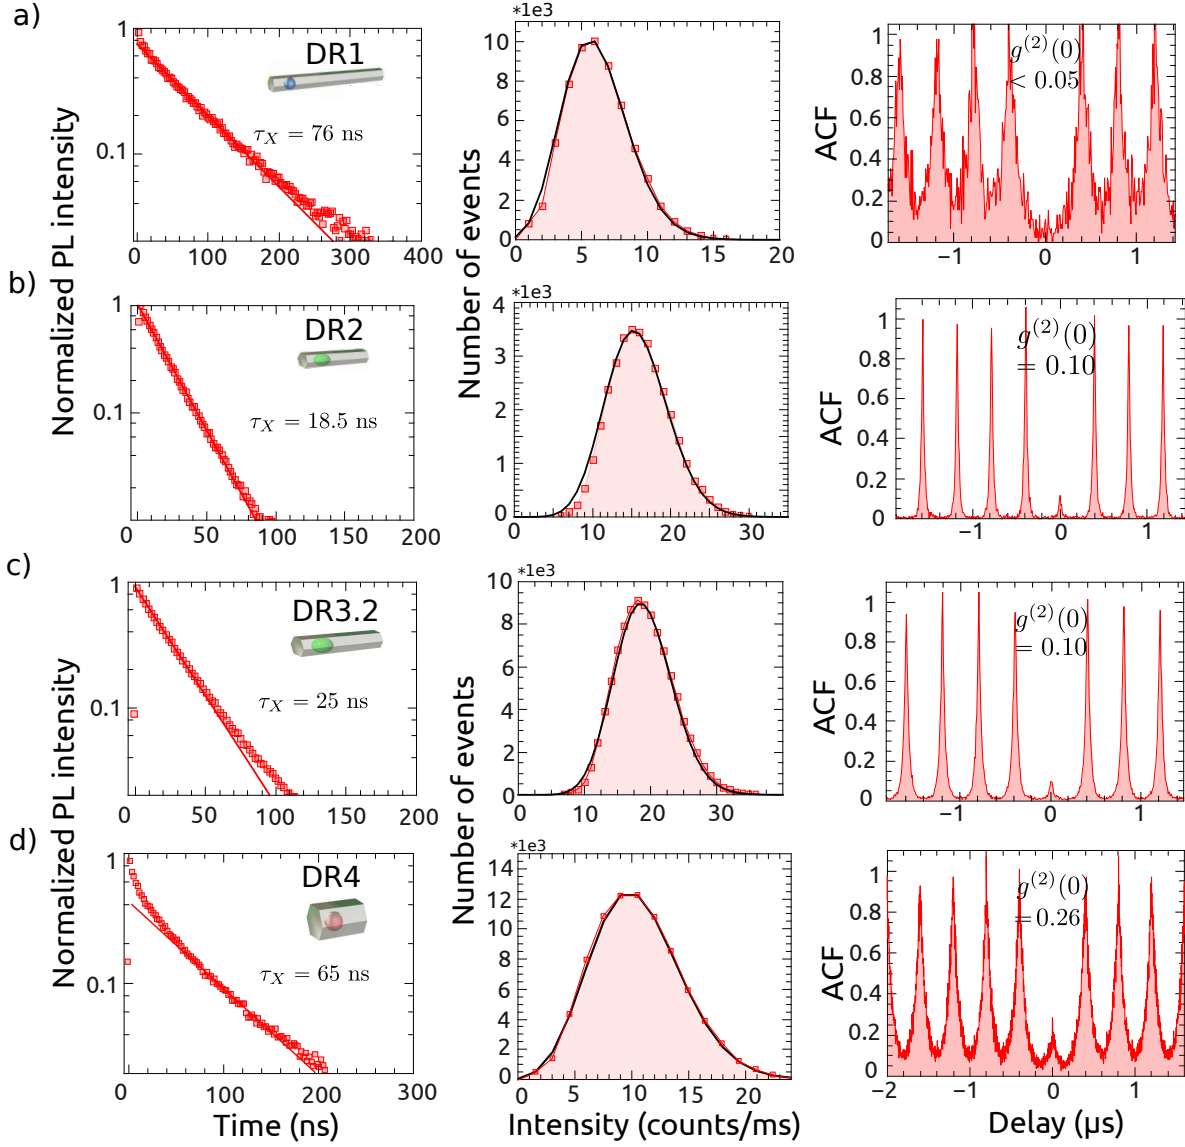 a)
Normalized PL intensity
1
0.1
0 100 200 300 400
DR1
τX = 76 ns
*1e3
Number of events
10
8
6
4
2
0
0 5 10 15 20
ACF
1
0.8
0.6
0.4
0.2
0
−1 0 1
g(2)(0)
< 0.05
b)
1
0.1
0 50 100 150 200
DR2
τX = 18.5 ns
*1e3
4
3
2
1
0
0 10 20 30
ACF
1
0.8
0.6
0.4
0.2
0
−1 0 1
g(2)(0)
= 0.10
c)
Normalized PL intensity
1
0.1
0 50 100 150 200
DR3.2
τX = 25 ns
*1e3
Number of events
10
8
6
4
2
0
0 10 20 30
ACF
1
0.8
0.6
0.4
0.2
0
−1 0 1
g(2)(0)
= 0.10
d)
1
0.1
0 100 200 300
Time (ns)
DR4
τX = 65 ns
*1e3
14
12
10
8
6
4
2
0
5 10 15 20
Intensity (counts/ms)
ACF
1
0.8
0.6
0.4
0.2
0
−2 −1 0 1
Delay (µs)
g(2)(0)
= 0.26